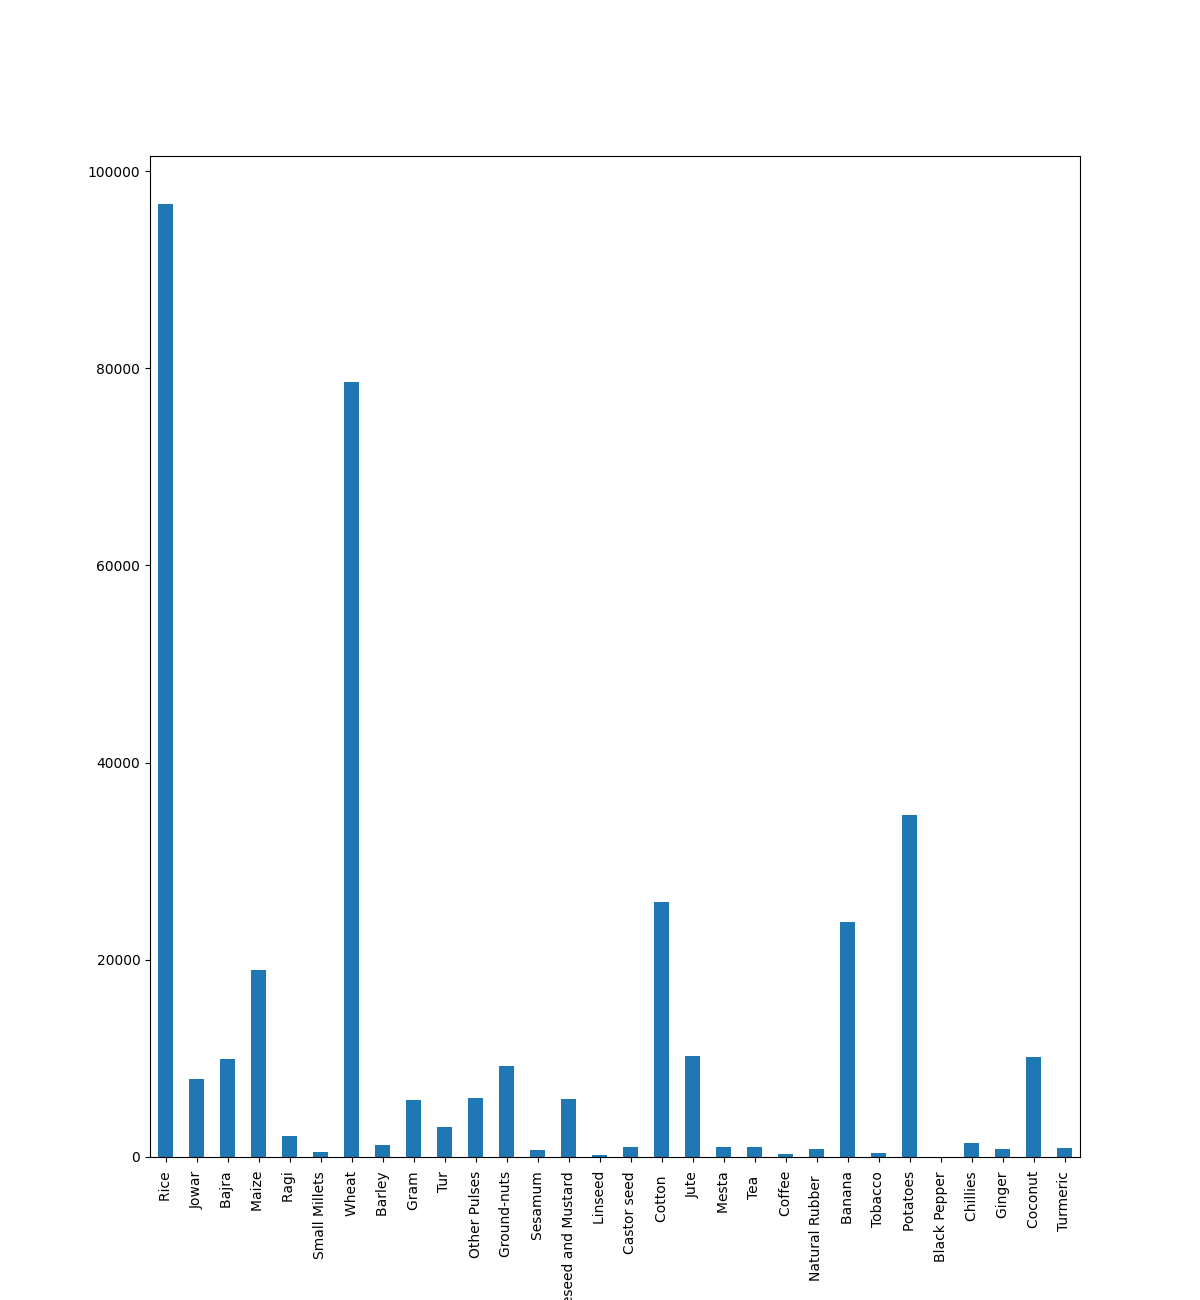 100000
80000
60000
40000
20000
0
Rice
Jowar
Bajra
Maize
Ragi
Small Millets
Wheat
Barley
Gram
Tur
Other Pulses
Ground-nuts
Sesamum
and Mustard
Linseed
Castor seed
Cotton
Jute
Mesta
Tea
Coffee
Natural Rubber
Banana
Tobacco
Potatoes
Black Pepper
Chillies
Ginger
Coconut
Turmeric